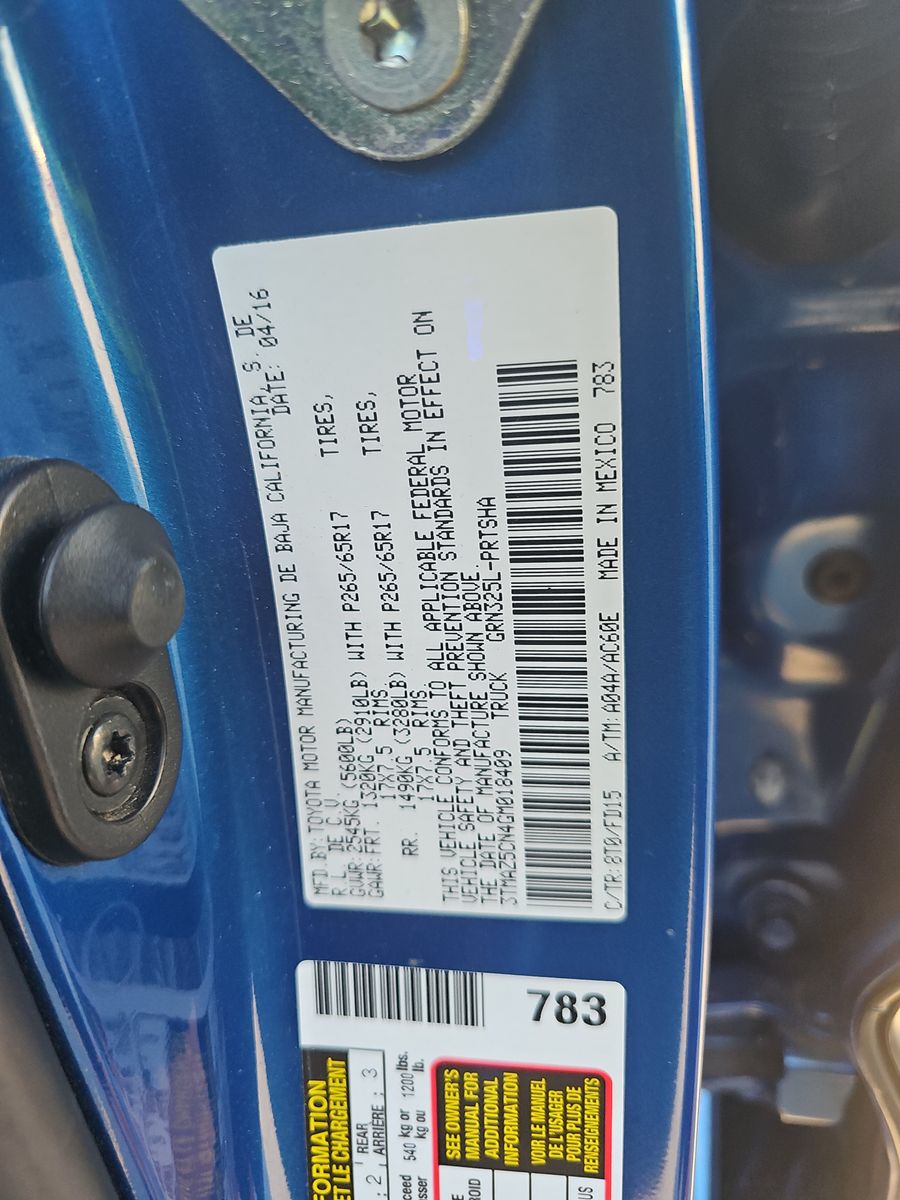 MFD.BY:TOYOTA MOTOR MANUFACTURING DE BAJA CALIFORNIA, S. DE
R.L. DE C.V. DATE: 04/16
GVWR:2545KG (5600LB)
GAWR:FRT. 1320KG (2910LB) WITH P265/65R17 TIRES,
17X7.5 RIMS
RR. 1490KG (3280LB) WITH P265/65R17 TIRES,
17X7.5 RIMS
THIS VEHICLE CONFORMS TO ALL APPLICABLE FEDERAL MOTOR
VEHICLE SAFETY AND THEFT PREVENTION STANDARDS IN EFFECT ON
THE DATE OF MANUFACTURE SHOWN ABOVE
3TMAZ5CN4GM018409 TRUCK GRN325L-PRTSHA
C/TR:8T0/FD15 A/TM:A04A/AC60E MADE IN MEXICO 783
783
ET LE CHARGEMENT
: 2 REAR
ARRIÈRE : 3
540 kg or 1200 lbs.
kg ou lb.
SEE OWNER'S
MANUAL FOR
ADDITIONAL
INFORMATION
VOIR LE MANUEL
DE L'USAGER
POUR PLUS DE
RENSEIGNEMENTS